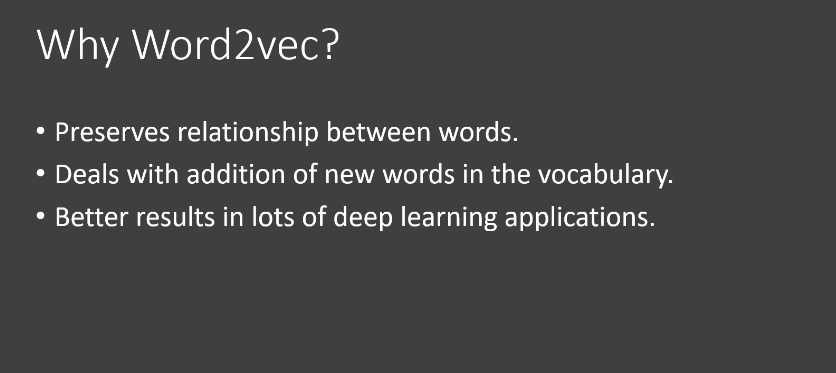 Why Word2vec?
• Preserves relationship between words.
• Deals with addition of new words in the vocabulary.
• Better results in lots of deep learning applications.